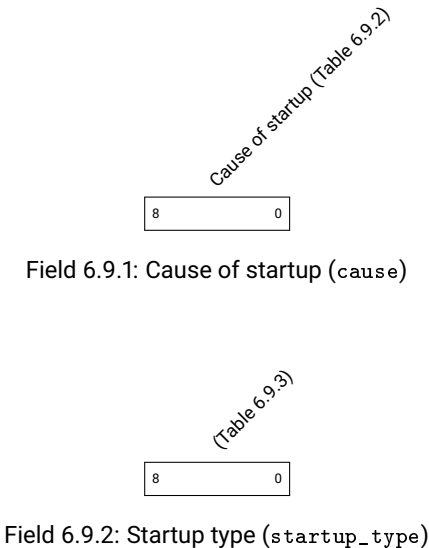 Cause of startup (Table 6.9.2)
8 0
Field 6.9.1: Cause of startup (cause)
(Table 6.9.3)
8 0
Field 6.9.2: Startup type (startup_type)